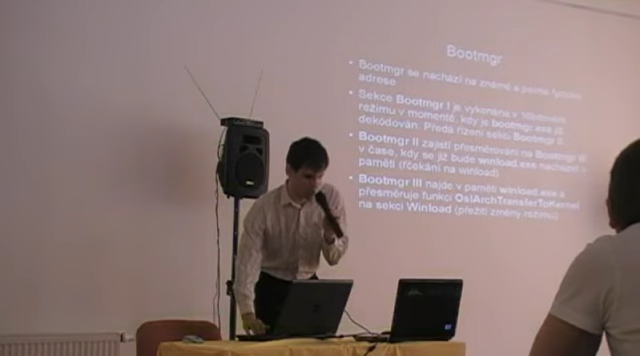 Bootmgr
• Bootmgr se nachází na známé a pevné fyzické
adrese
• Sekce Bootmgr I je vykonána v 16bitovém
režimu v momentě, kdy je bootmgr.exe již
dekódován. Předá řízení sekci Bootmgr II
• Bootmgr II zajistí přesměrování na Bootmgr III
v čase, kdy se již bude winload.exe nacházet v
paměti (fčekání na winload)
• Bootmgr III najde v paměti winload.exe a
přesměruje funkci OslArchTransferToKernel
na sekci Winload (přežití změny režimu)